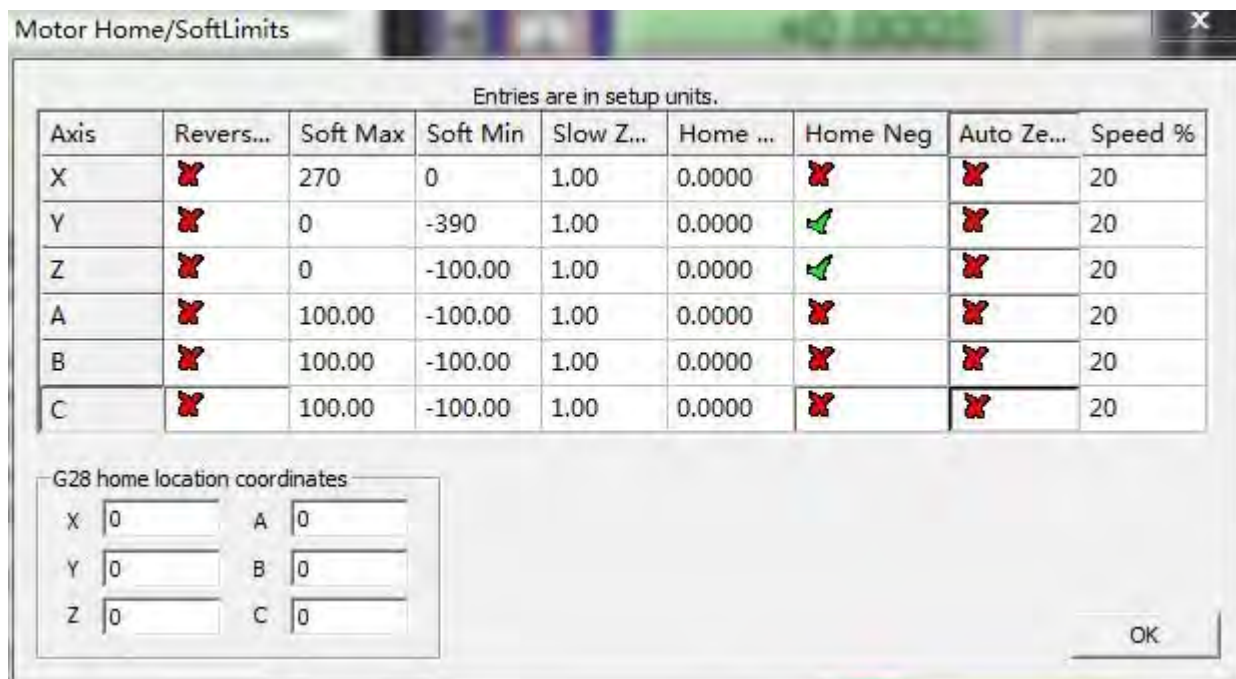 Motor Home/SoftLimits
Entries are in setup units.
Axis Revers... Soft Max Soft Min Slow Z... Home ... Home Neg Auto Ze... Speed %
X 270 0 1.00 0.0000 20
Y 0 -390 1.00 0.0000 20
Z 0 -100.00 1.00 0.0000 20
A 100.00 -100.00 1.00 0.0000 20
B 100.00 -100.00 1.00 0.0000 20
C 100.00 -100.00 1.00 0.0000 20
G28 home location coordinates
X 0 A 0
Y 0 B 0
Z 0 C 0
OK